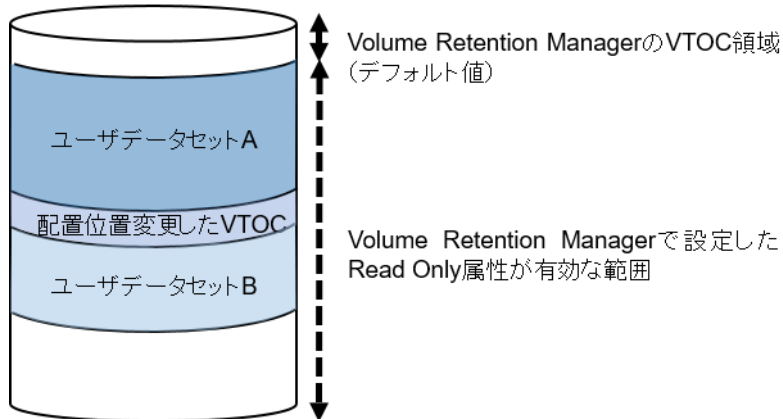 Volume Retention ManagerのVTOC領域
（デフォルト値）
ユーザデータセットA
配置位置変更したVTOC
Volume Retention Managerで設定した
Read Only属性が有効な範囲
ユーザデータセットB